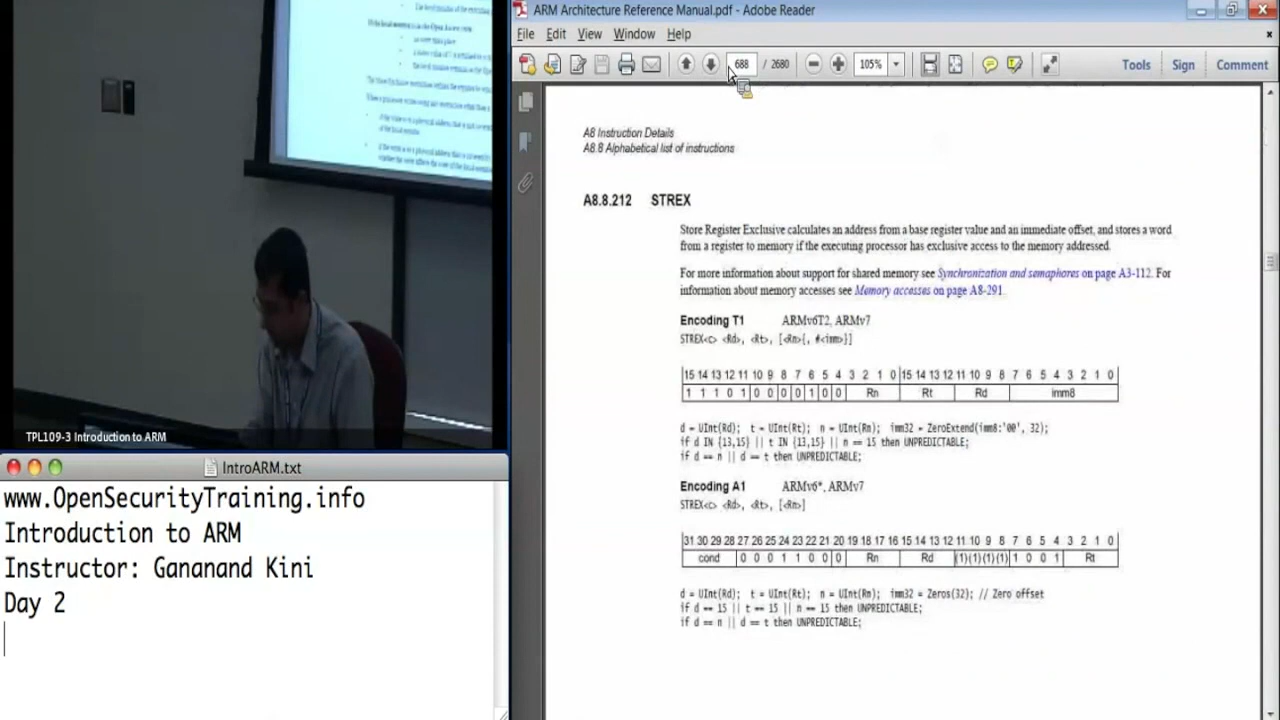 ARM Architecture Reference Manual.pdf - Adobe Reader
File Edit View Window Help
688 / 2680 105% Tools Sign Comment
A8 Instruction Details
A8.8 Alphabetical list of instructions
A8.8.212 STREX
Store Register Exclusive calculates an address from a base register value and an immediate offset, and stores a word
from a register to memory if the executing processor has exclusive access to the memory addressed.
For more information about support for shared memory see Synchronization and semaphores on page A3-112. For
information about memory accesses see Memory accesses on page A8-291.
Encoding T1 ARMv6T2, ARMv7
STREX<c> <Rd>, <Rt>, [<Rn>{, #<imm>}]
15 14 13 12 11 10 9 8 7 6 5 4 3 2 1 0 15 14 13 12 11 10 9 8 7 6 5 4 3 2 1 0
1 1 1 0 1 0 0 0 0 1 0 0 Rn Rt Rd imm8
d = UInt(Rd); t = UInt(Rt); n = UInt(Rn); imm32 = ZeroExtend(imm8:'00', 32);
if d IN {13,15} || t IN {13,15} || n == 15 then UNPREDICTABLE;
if d == n || d == t then UNPREDICTABLE;
Encoding A1 ARMv6*, ARMv7
STREX<c> <Rd>, <Rt>, [<Rn>]
31 30 29 28 27 26 25 24 23 22 21 20 19 18 17 16 15 14 13 12 11 10 9 8 7 6 5 4 3 2 1 0
cond 0 0 0 1 1 0 0 0 Rn Rd (1)(1)(1)(1) 1 0 0 1 Rt
d = UInt(Rd); t = UInt(Rt); n = UInt(Rn); imm32 = Zeros(32); // Zero offset
if d == 15 || t == 15 || n == 15 then UNPREDICTABLE;
if d == n || d == t then UNPREDICTABLE;
TPL109-3 Introduction to ARM
IntroARM.txt
www.OpenSecurityTraining.info
Introduction to ARM
Instructor: Gananand Kini
Day 2